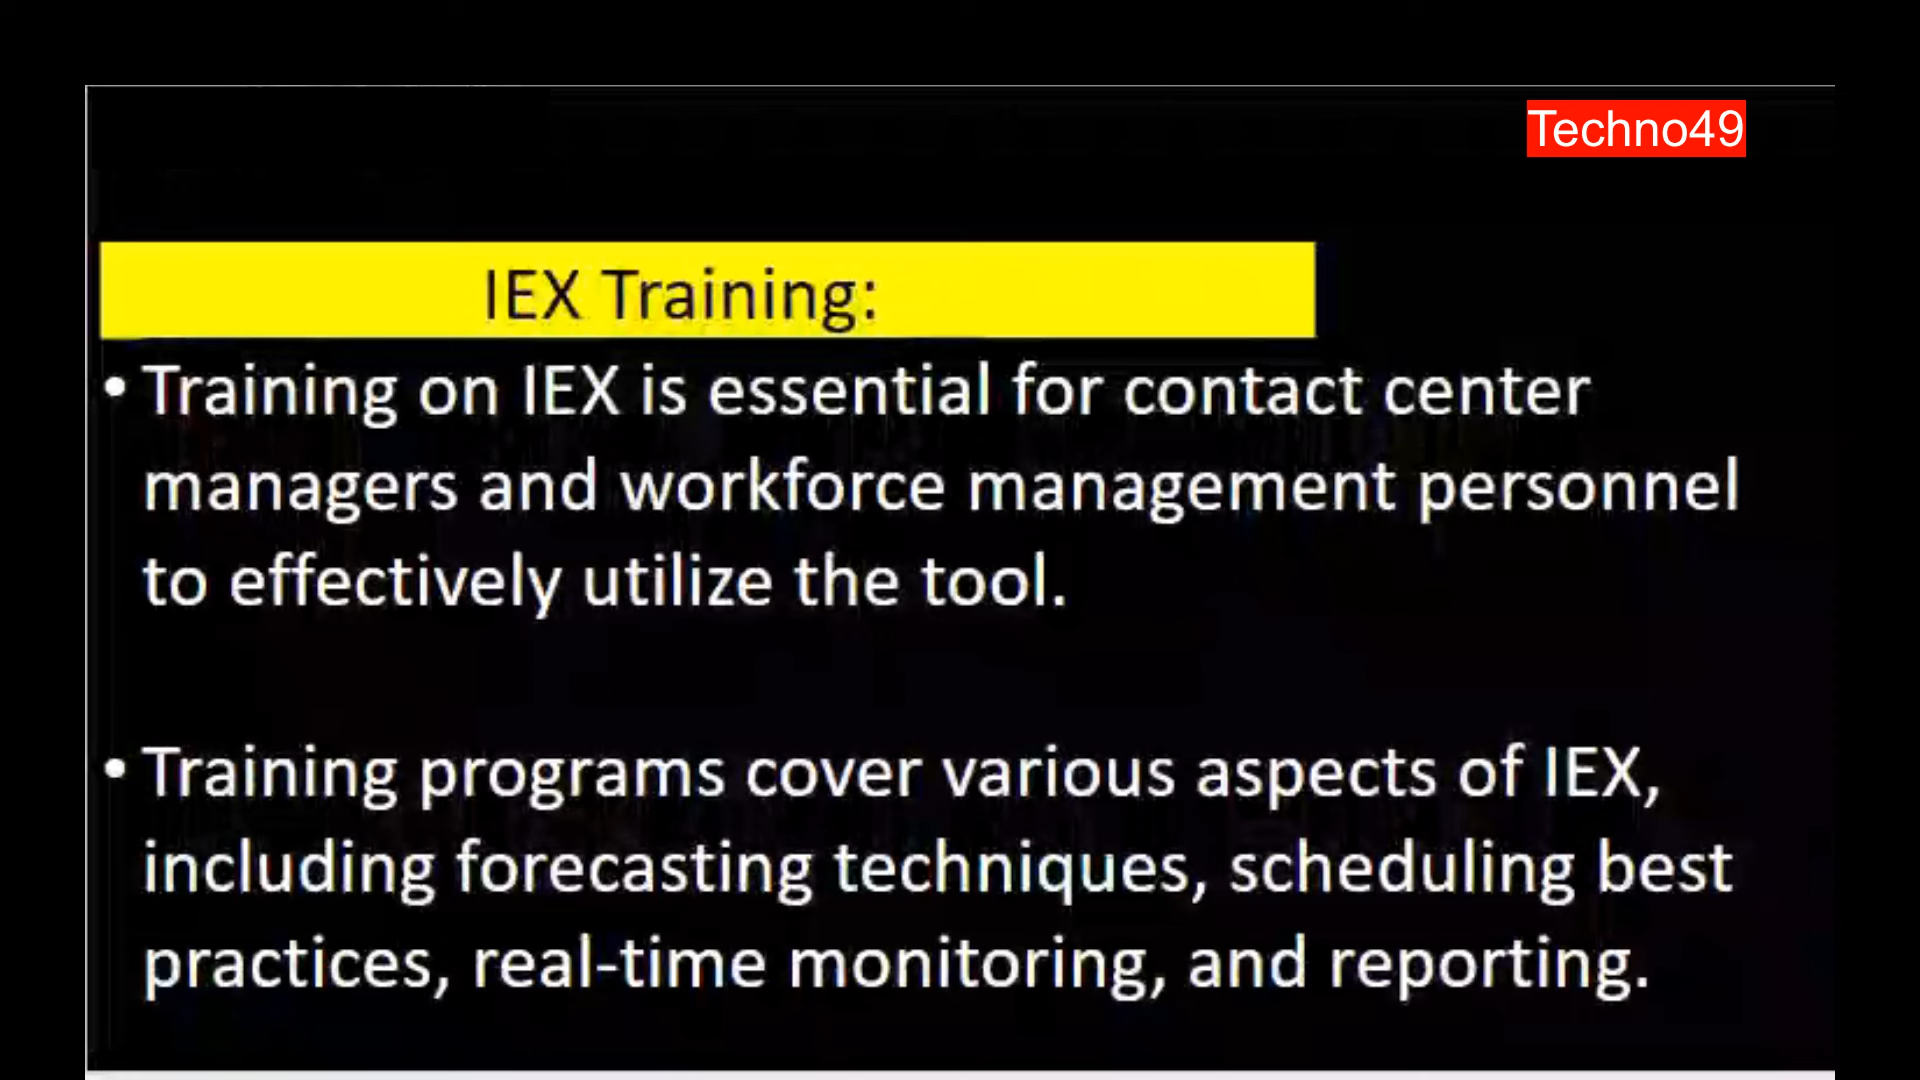 Techno49
IEX Training:
• Training on IEX is essential for contact center
managers and workforce management personnel
to effectively utilize the tool.
• Training programs cover various aspects of IEX,
including forecasting techniques, scheduling best
practices, real-time monitoring, and reporting.